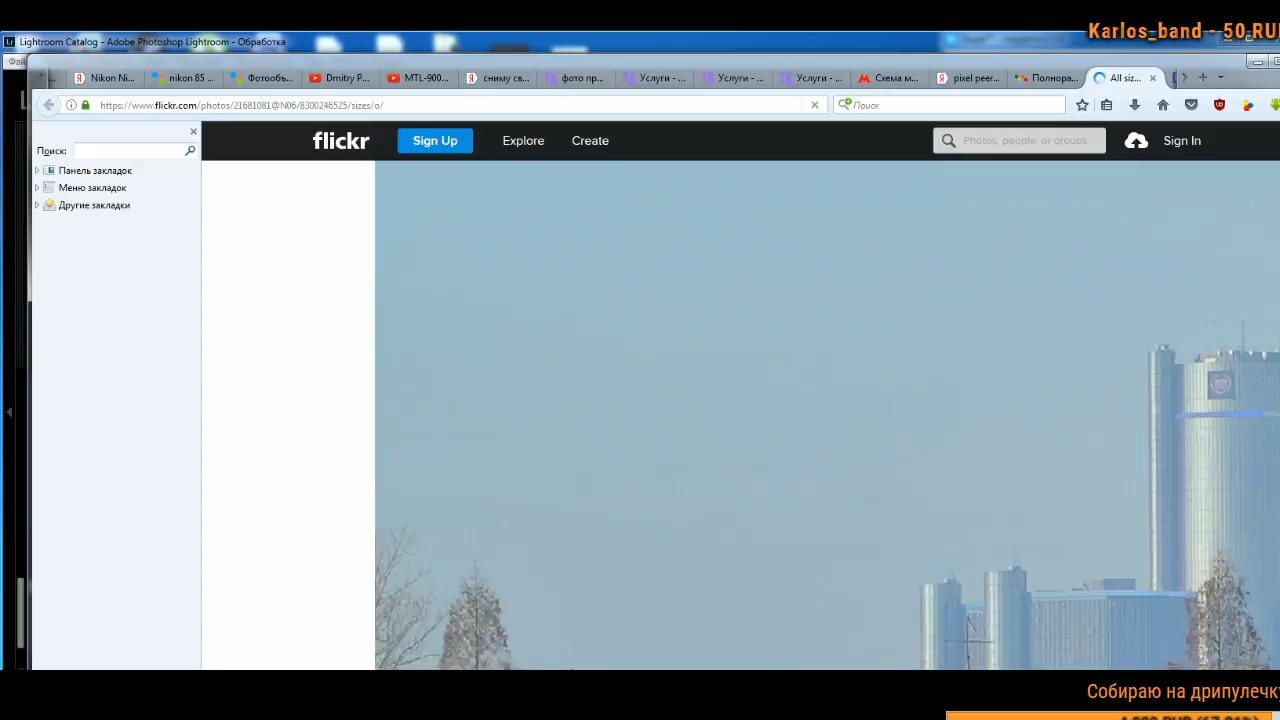 Karlos_band - 50 RU
Lightroom Catalog - Adobe Photoshop Lightroom - Обработка
Фай
Nikon Ni...
nikon 85 ...
Фотообъ...
Dmitry P...
MTL-900...
сниму св...
фото пр...
Услуги - ...
Услуги - ...
Услуги - ...
Схема м...
pixel peer...
Полнора...
All siz...
https://www.flickr.com/photos/21681081@N06/8300246525/sizes/o/
Поиск
flickr
Sign Up
Explore
Create
Photos, people, or groups
Sign In
Поиск:
Панель закладок
Меню закладок
Другие закладки
Собираю на дрипулечк